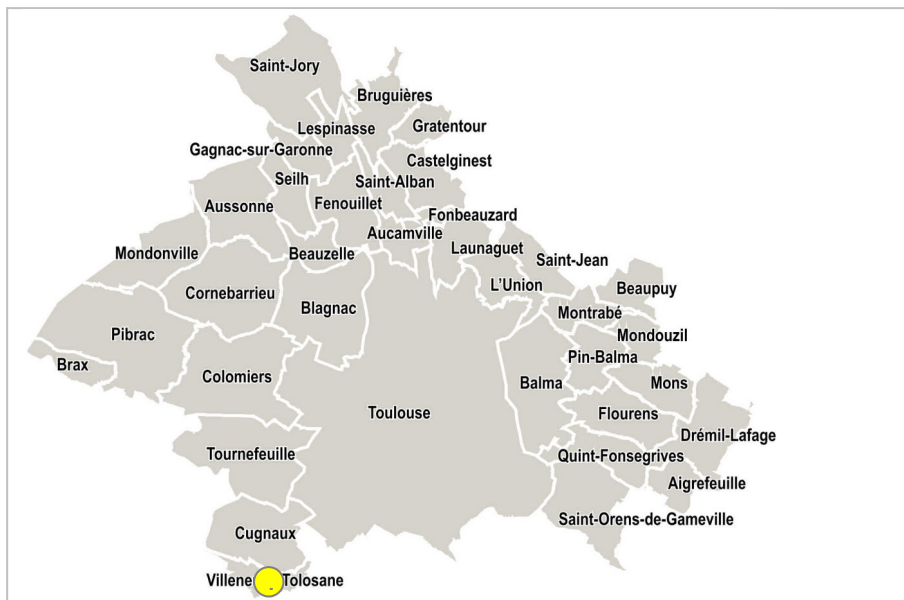 Saint-Jory
Bruguières
Lespinasse
Gratentour
Gagnac-sur-Garonne
Castelginest
Seilh
Saint-Alban
Aussonne
Fenouillet
Fonbeauzard
Aucamville
Mondonville
Beauzelle
Launaguet
Saint-Jean
L'Union
Beaupuy
Cornebarrieu
Blagnac
Montrabé
Pibrac
Mondouzil
Brax
Pin-Balma
Colomiers
Balma
Mons
Toulouse
Flourens
Drémil-Lafage
Tournefeuille
Quint-Fonsegrives
Aigrefeuille
Saint-Orens-de-Gameville
Cugnaux
Villene Tolosane